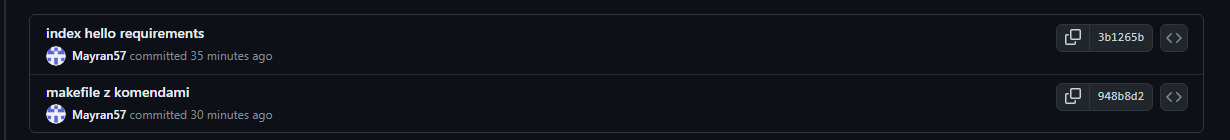 index hello requirements
Mayran57 committed 35 minutes ago
3b1265b
makefile z komendami
Mayran57 committed 30 minutes ago
948b8d2